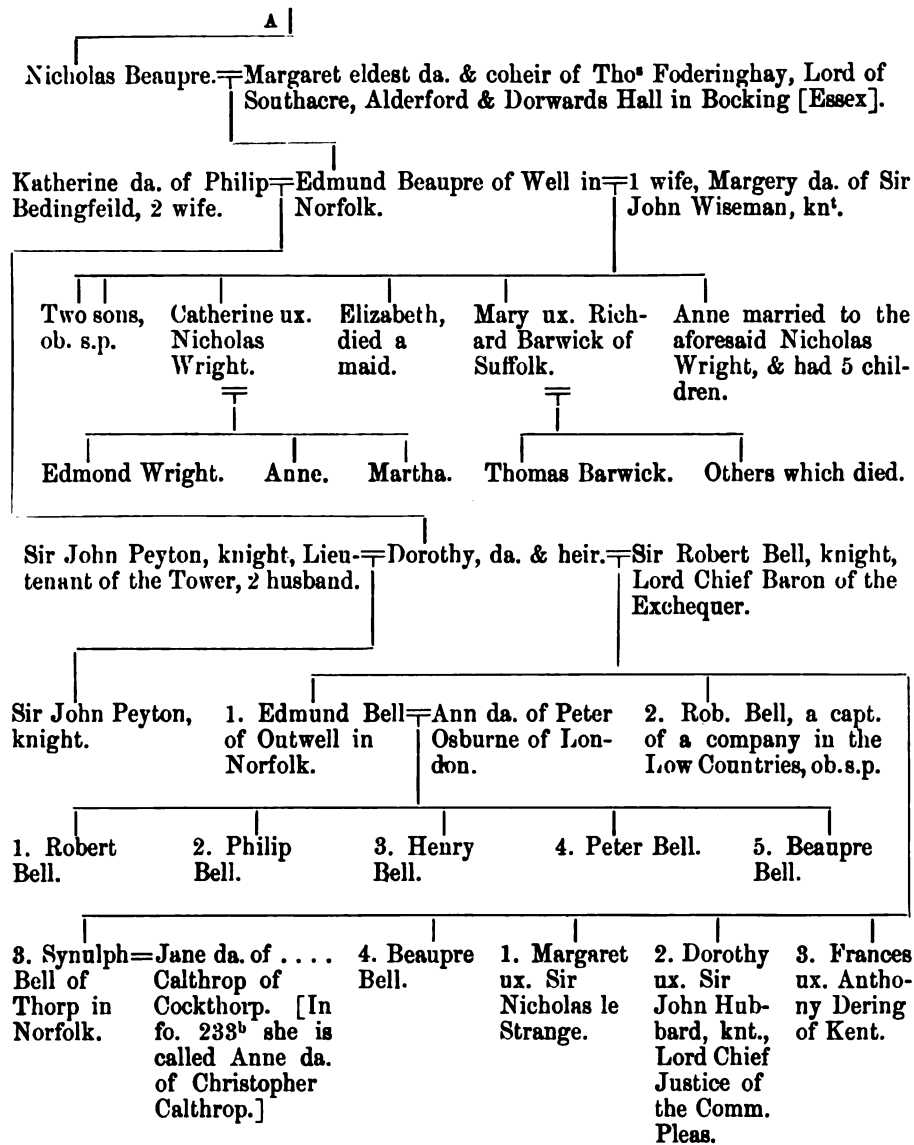 A
Nicholas Beaupre.
Margaret eldest da. & coheir of Thoˢ Foderinghay, Lord of
Southacre, Alderford & Dorwards Hall in Bocking [Essex].
Katherine da. of Philip
Bedingfeild, 2 wife.
Edmund Beaupre of Well in
Norfolk.
1 wife, Margery da. of Sir
John Wiseman, knᵗ.
Two sons,
ob. s.p.
Catherine ux.
Nicholas
Wright.
Elizabeth,
died a
maid.
Mary ux. Rich-
ard Barwick of
Suffolk.
Anne married to the
aforesaid Nicholas
Wright, & had 5 chil-
dren.
Edmond Wright.
Anne.
Martha.
Thomas Barwick.
Others which died.
Sir John Peyton, knight, Lieu-
tenant of the Tower, 2 husband.
Dorothy, da. & heir.
Sir Robert Bell, knight,
Lord Chief Baron of the
Exchequer.
Sir John Peyton,
knight.
1. Edmund Bell
of Outwell in
Norfolk.
Ann da. of Peter
Osburne of Lon-
don.
2. Rob. Bell, a capt.
of a company in the
Low Countries, ob.s.p.
1. Robert
Bell.
2. Philip
Bell.
3. Henry
Bell.
4. Peter Bell.
5. Beaupre
Bell.
3. Synulph
Bell of
Thorp in
Norfolk.
Jane da. of ....
Calthrop of
Cockthorp. [In
fo. 233ᵇ she is
called Anne da.
of Christopher
Calthrop.]
4. Beaupre
Bell.
1. Margaret
ux. Sir
Nicholas le
Strange.
2. Dorothy
ux. Sir
John Hub-
bard, knt.,
Lord Chief
Justice of
the Comm.
Pleas.
3. Frances
ux. Antho-
ny Dering
of Kent.